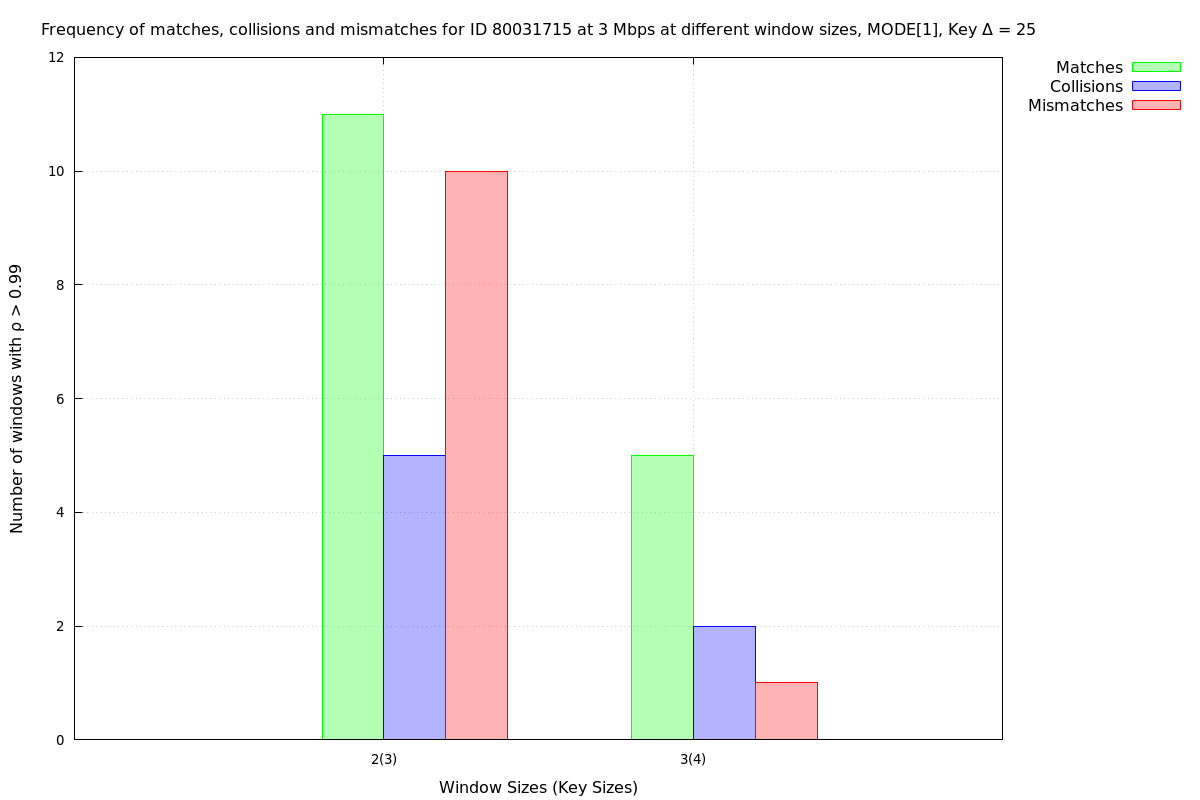 Frequency of matches, collisions and mismatches for ID 80031715 at 3 Mbps at different window sizes, MODE[1], Key Δ = 25
Matches
Collisions
Mismatches
12
10
8
6
4
2
0
Number of windows with ρ > 0.99
2(3) 3(4)
Window Sizes (Key Sizes)